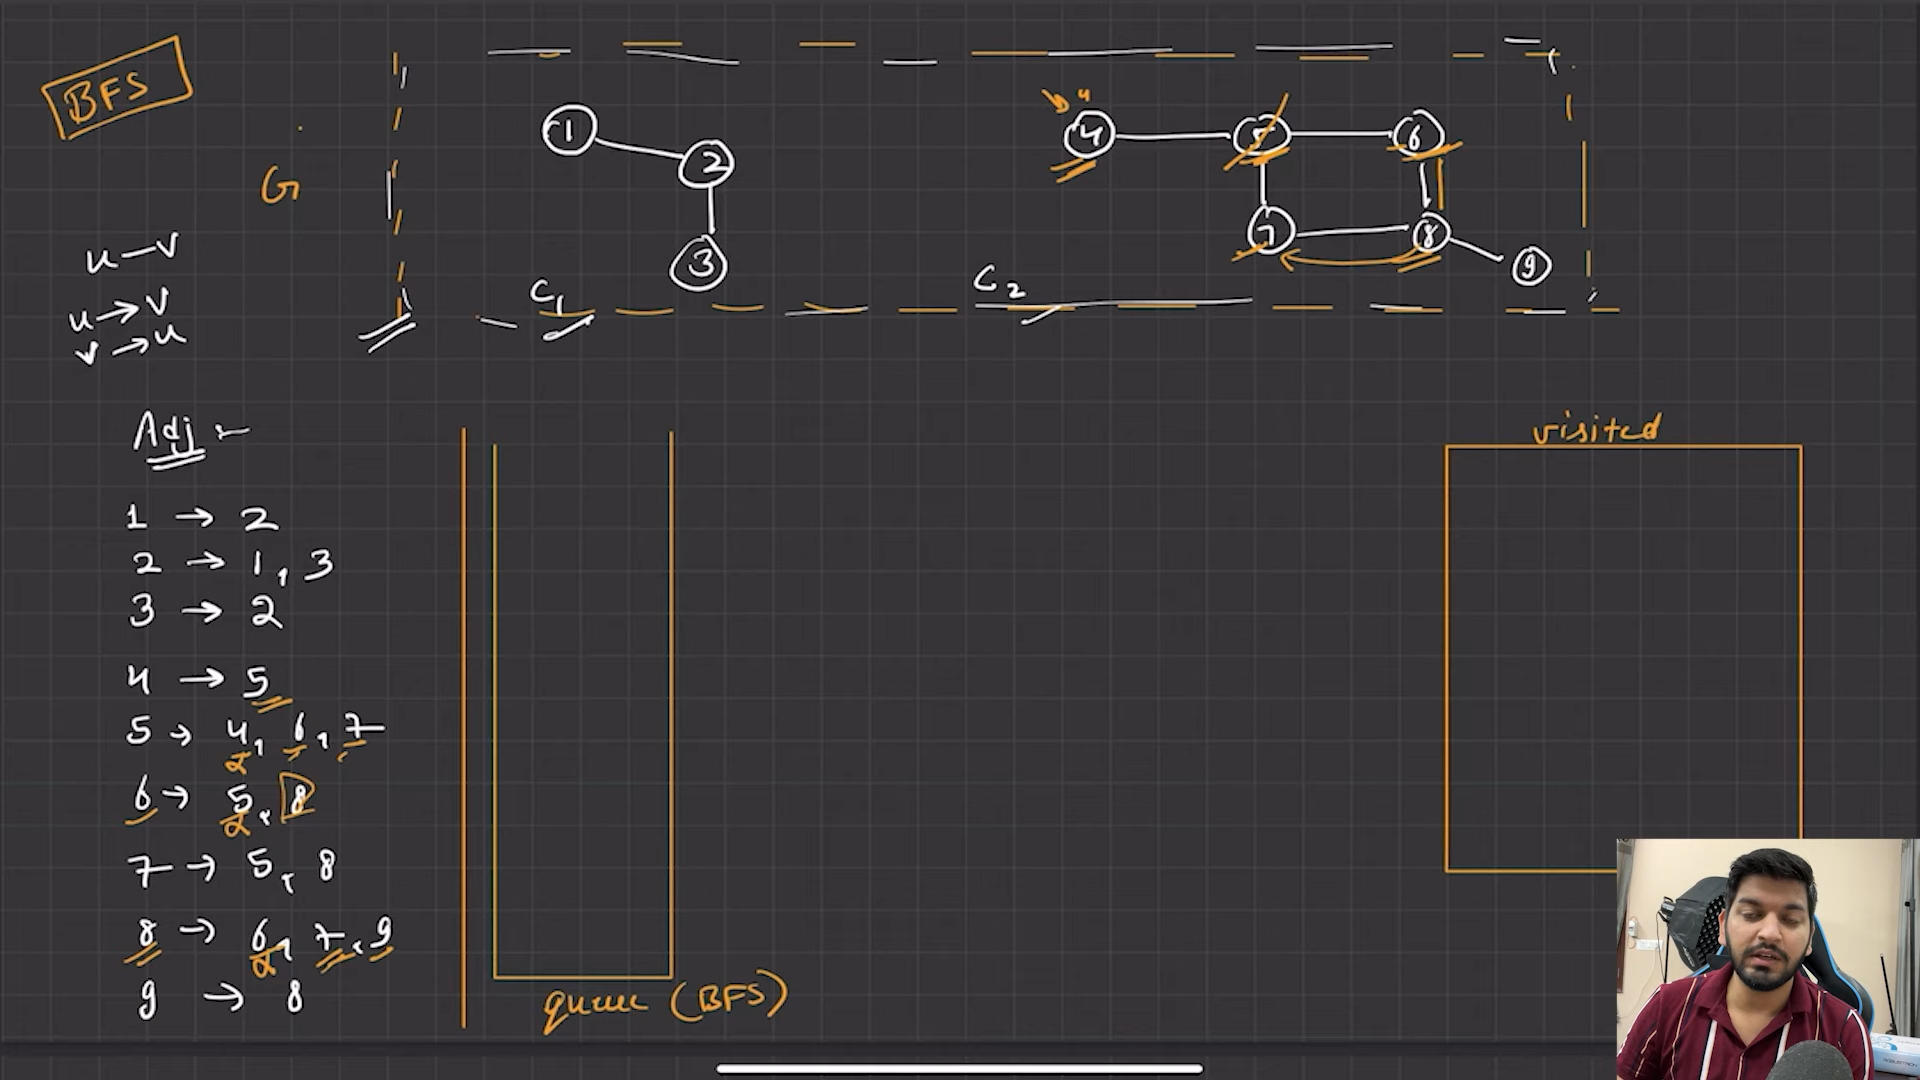 BFS
G
u — v
u → v
v → u
1
2
3
C1
4
4
5
6
7
8
9
C2
Adj :-
1 → 2
2 → 1, 3
3 → 2
4 → 5
5 → 4, 6, 7
6 → 5, 8
7 → 5, 8
8 → 6, 7, 9
9 → 8
queue (BFS)
visited